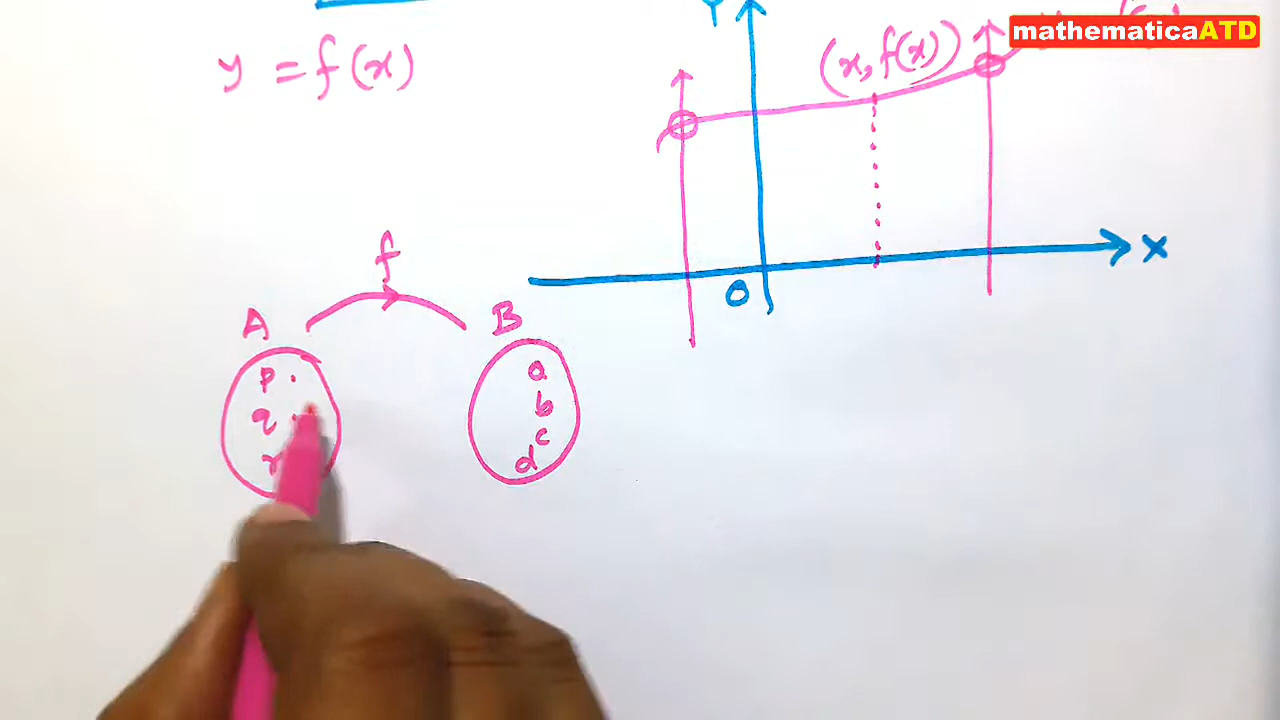 Y
mathematicaATD
y = f(x)
(x, f(x))
f
X
O
A
B
p .
a
q .
b
r
c
d